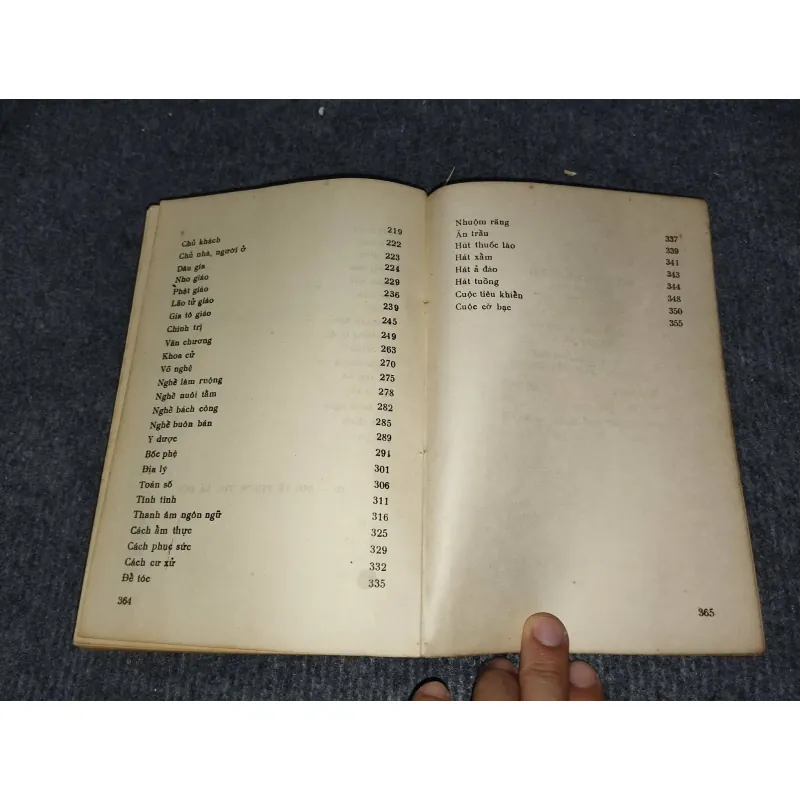 Chủ khách 219
Chủ nhà, người ở 222
Dâu gia 223
Nho giáo 224
Phật giáo 229
Lão tử giáo 236
Gia tô giáo 239
Chính trị 245
Văn chương 249
Khoa cử 263
Võ nghệ 270
Nghề làm ruộng 275
Nghề nuôi tằm 278
Nghề bách công 282
Nghề buôn bán 285
Y dược 289
Bốc phệ 291
Địa lý 301
Toán số 306
Tính tình 311
Thanh âm ngôn ngữ 316
Cách ẩm thực 325
Cách phục sức 329
Cách cư xử 332
Để tóc 335
364
Nhuộm răng 337
Ăn trầu 339
Hút thuốc lào 341
Hát xẩm 343
Hát ả đào 344
Hát tuồng 348
Cuộc tiêu khiển 350
Cuộc cờ bạc 355
365